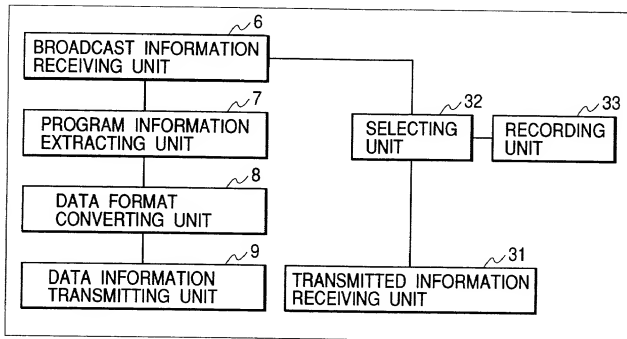 6
BROADCAST INFORMATION
RECEIVING UNIT
7
PROGRAM INFORMATION
EXTRACTING UNIT
8
DATA FORMAT
CONVERTING UNIT
9
DATA INFORMATION
TRANSMITTING UNIT
32
SELECTING
UNIT
33
RECORDING
UNIT
31
TRANSMITTED INFORMATION
RECEIVING UNIT